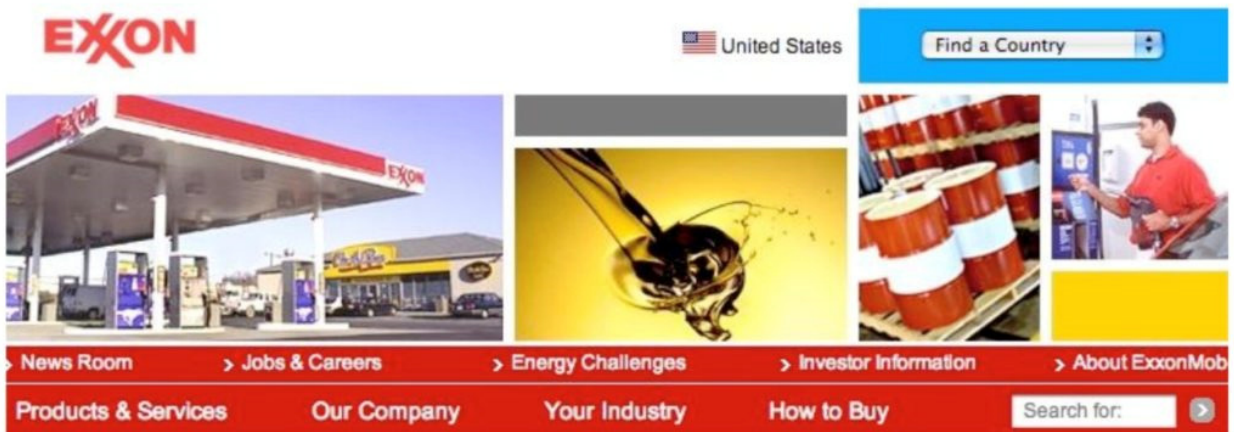 EXXON
United States
Find a Country
EXXON
EXXON
News Room
Jobs & Careers
Energy Challenges
Investor Information
About ExxonMob
Products & Services
Our Company
Your Industry
How to Buy
Search for: